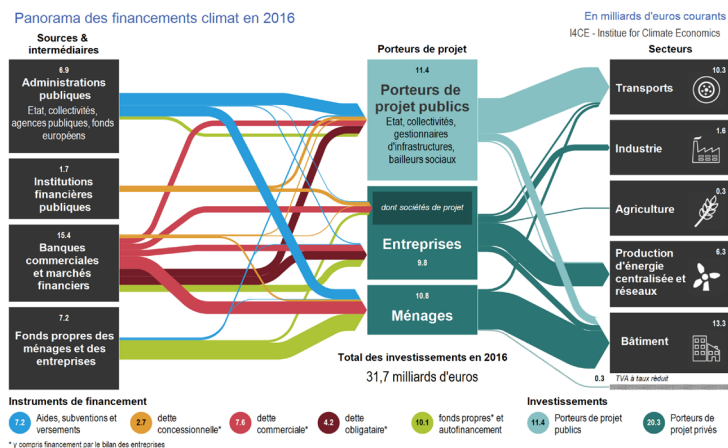 Panorama des financements climat en 2016
En milliards d'euros courants
I4CE - Institue for Climate Economics
Sources &
intermédiaires
Porteurs de projet
Secteurs
6.9
Administrations
publiques
Etat, collectivités,
agences publiques, fonds
européens
1.7
Institutions
financières
publiques
15.4
Banques
commerciales
et marchés
financiers
7.2
Fonds propres des
ménages et des
entreprises
11.4
Porteurs de
projet publics
Etat, collectivités,
gestionnaires
d'infrastructures,
bailleurs sociaux
dont sociétés de projet
Entreprises
9.8
10.8
Ménages
Total des investissements en 2016
31,7 milliards d'euros
10.3
Transports
1.6
Industrie
0.3
Agriculture
6.3
Production
d'énergie
centralisée et
réseaux
13.3
Bâtiment
0.3 TVA à taux réduit
Instruments de financement
7.2 Aides, subventions et
versements
2.7 dette
concessionnelle*
7.6 dette
commerciale*
4.2 dette
obligataire*
10.1 fonds propres* et
autofinancement
Investissements
11.4 Porteurs de projet
publics
20.3 Porteurs de
projet privés
* y compris financement par le bilan des entreprises